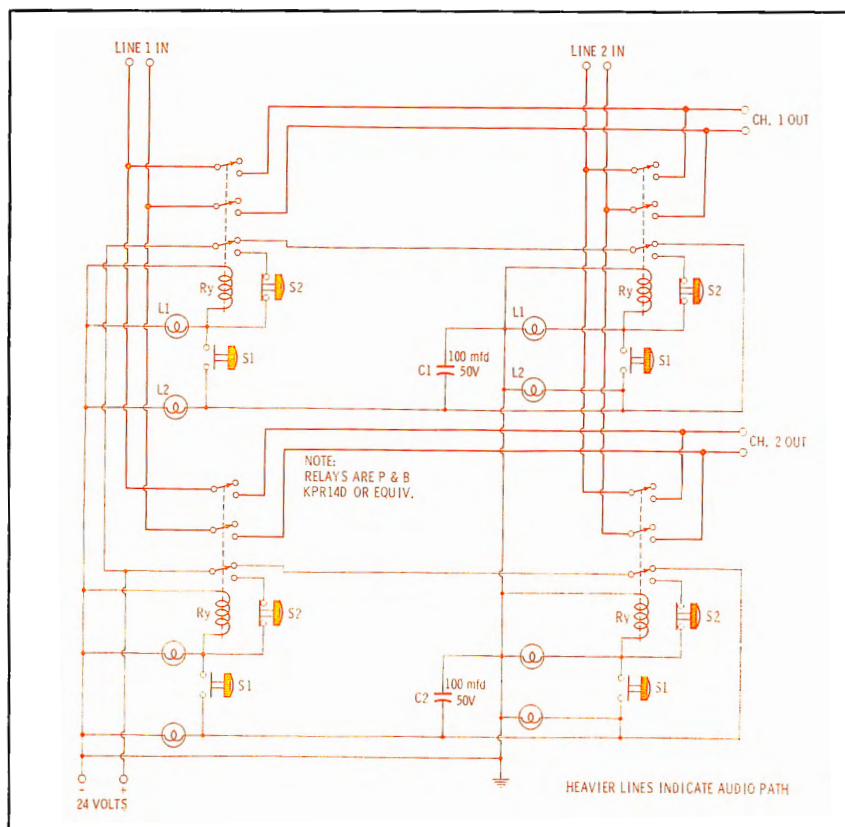 LINE 1 IN
LINE 2 IN
CH. 1 OUT
Ry
S2
Ry
S2
L1
L1
S1
100 mfd
C1
50V
S1
L2
L2
CH. 2 OUT
NOTE:
RELAYS ARE P & B
KPR14D OR EQUIV.
Ry
S2
Ry
S2
S1
100 mfd
C2
50V
S1
- +
24 VOLTS
HEAVIER LINES INDICATE AUDIO PATH